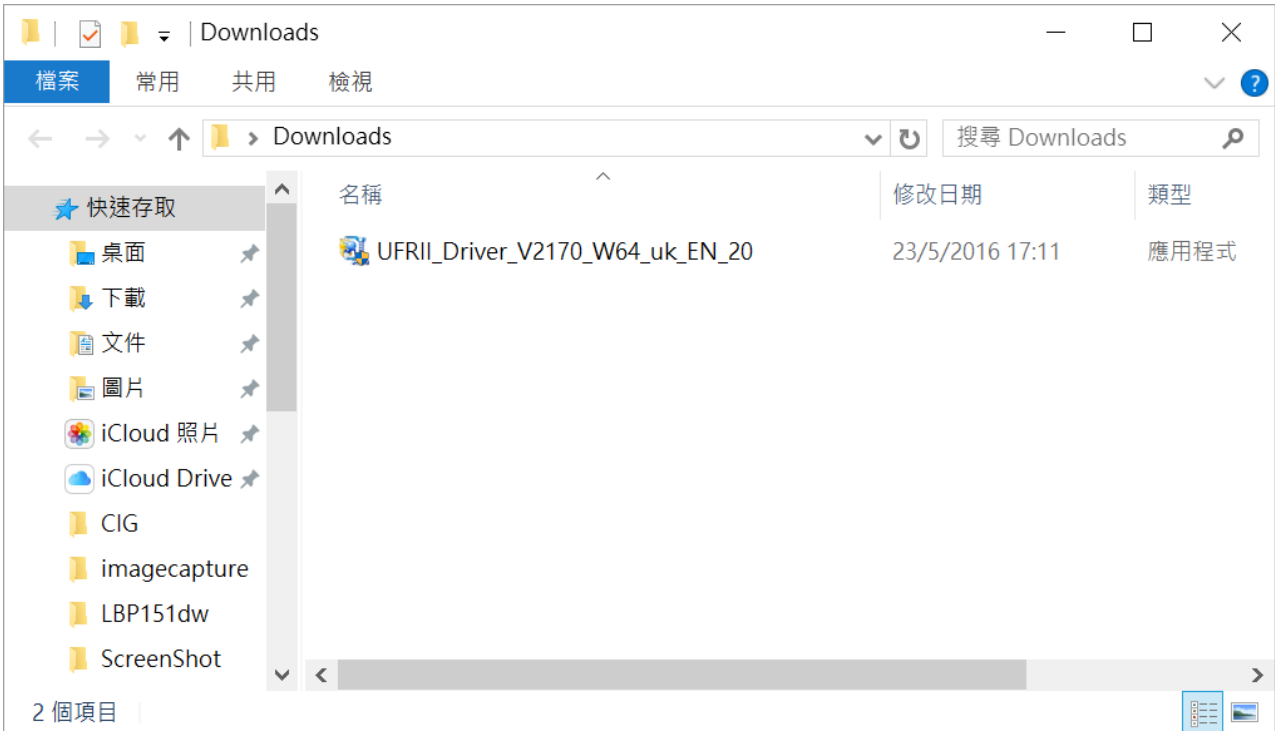 Downloads
檔案 常用 共用 檢視 ?
Downloads 搜尋 Downloads
名稱 修改日期 類型
快速存取
UFRII_Driver_V2170_W64_uk_EN_20 23/5/2016 17:11 應用程式
桌面
下載
文件
圖片
iCloud 照片
iCloud Drive
CIG
imagecapture
LBP151dw
ScreenShot
2 個項目